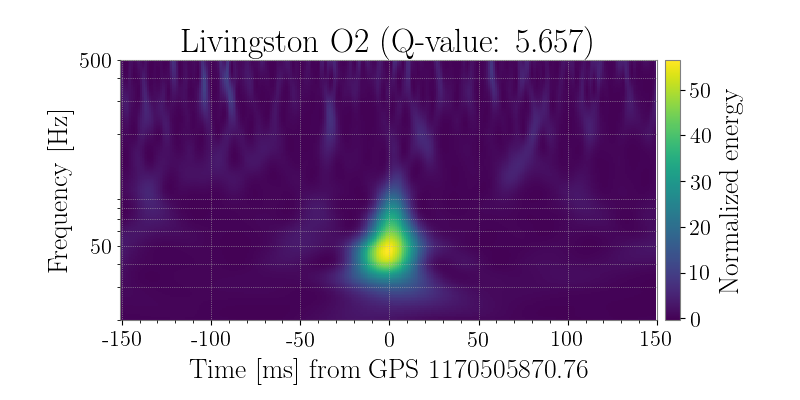 Livingston O2 (Q-value: 5.657)
500
50
Frequency [Hz]
-150 -100 -50 0 50 100 150
Time [ms] from GPS 1170505870.76
50
40
30
20
10
0
Normalized energy